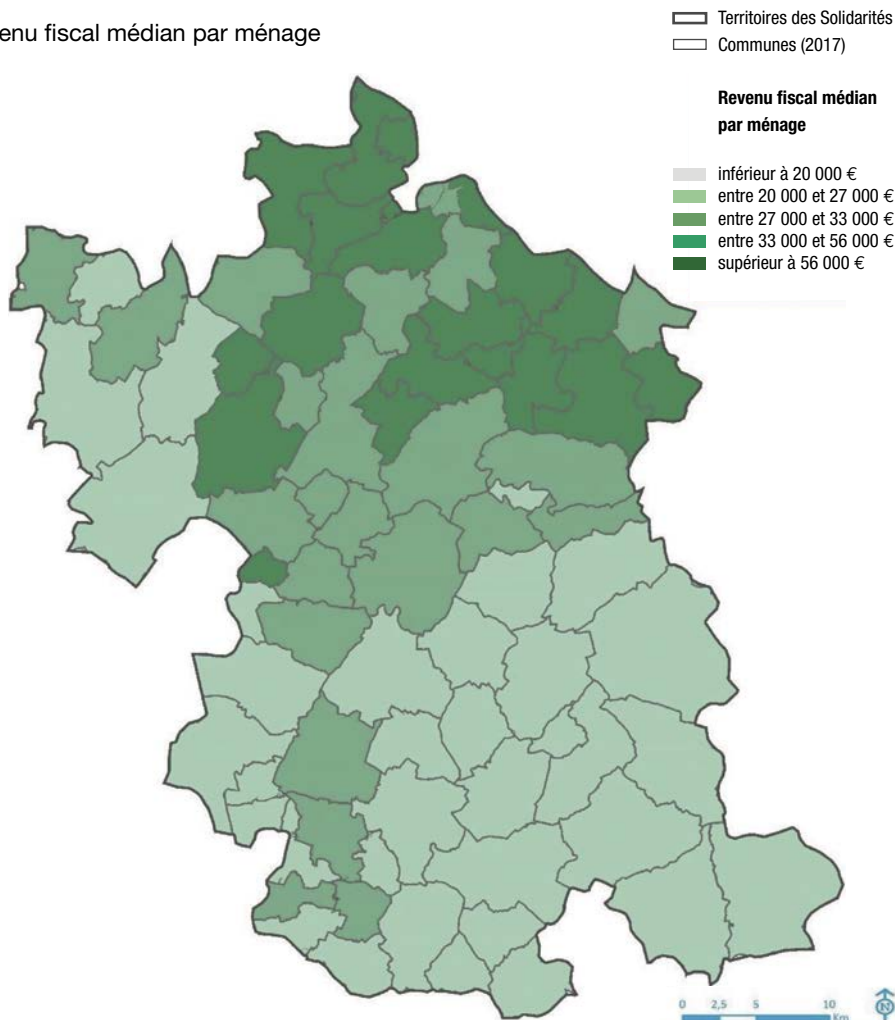 enu fiscal médian par ménage
Territoires des Solidarités
Communes (2017)
Revenu fiscal médian
par ménage
inférieur à 20 000 €
entre 20 000 et 27 000 €
entre 27 000 et 33 000 €
entre 33 000 et 56 000 €
supérieur à 56 000 €
0 2,5 5 10
Km